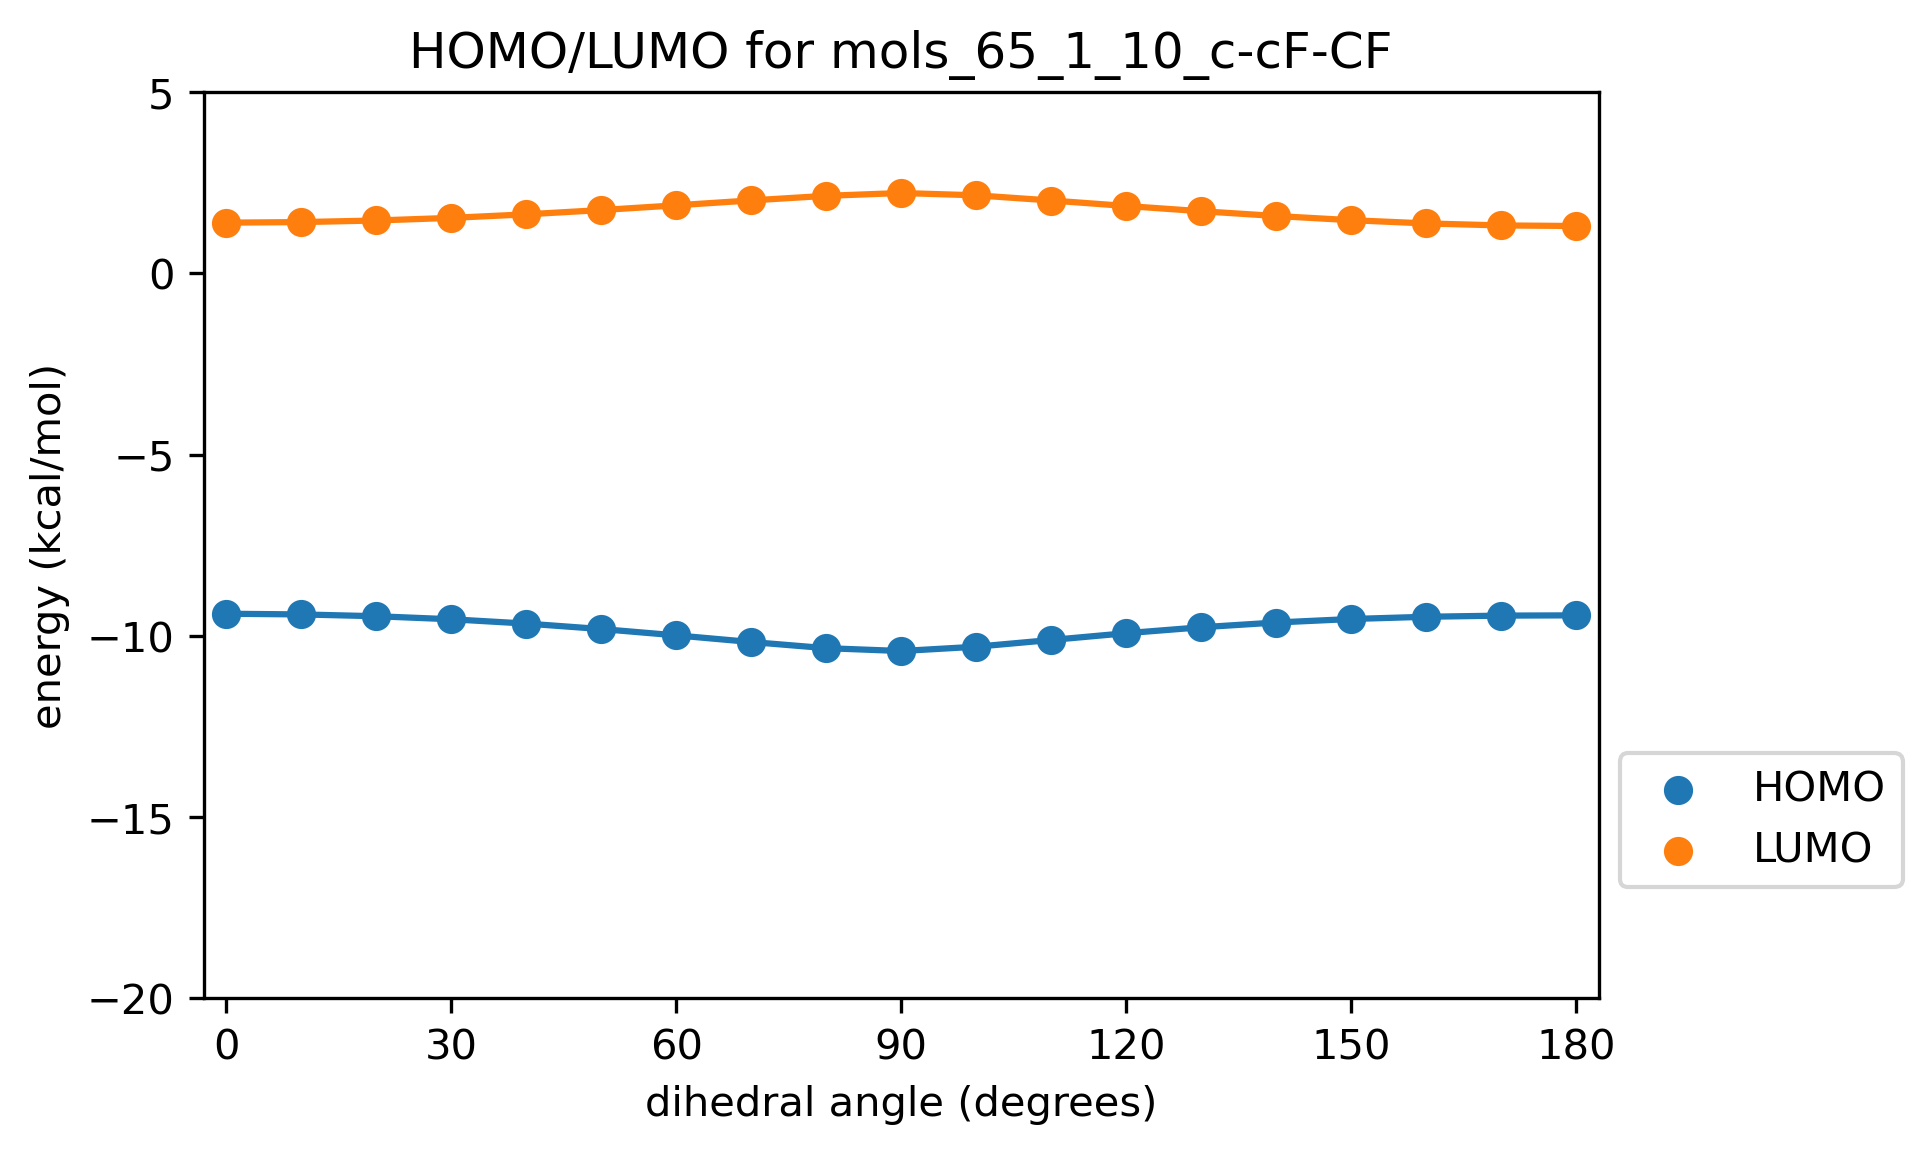 HOMO/LUMO for mols_65_1_10_c-cF-CF
5
0
−5
−10
−15
−20
energy (kcal/mol)
0 30 60 90 120 150 180
dihedral angle (degrees)
HOMO
LUMO